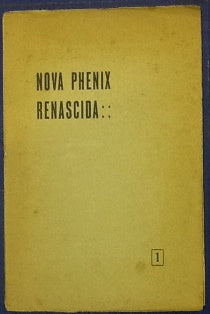 NOVA PHENIX
RENASCIDA::
1